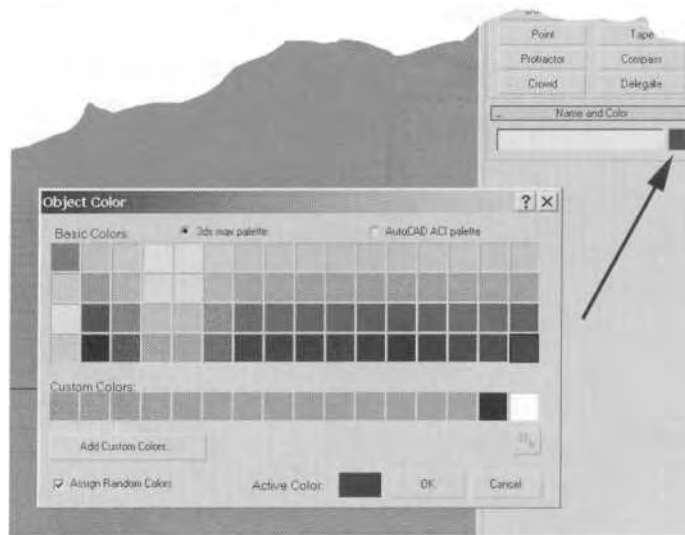 Point Tape
Protractor Compass
Crowd Delegate
- Name and Color
Object Color ? ×
Basic Colors: 3ds max palette AutoCAD ACI palette
Custom Colors:
Add Custom Colors...
Assign Random Colors Active Color: OK Cancel